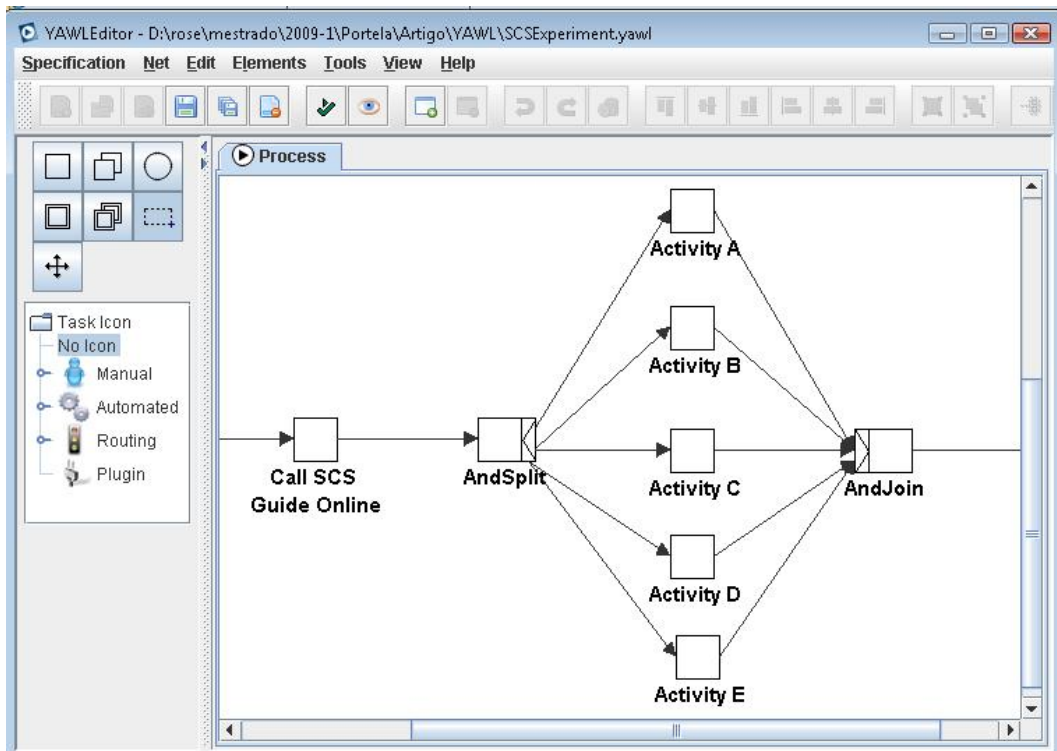 YAWLEditor - D:\rose\mestrado\2009-1\Portela\Artigo\YAWL\SCSExperiment.yawl
Specification Net Edit Elements Tools View Help
Process
Task Icon
No Icon
Manual
Automated
Routing
Plugin
Activity A
Activity B
Call SCS
Guide Online
AndSplit
Activity C
AndJoin
Activity D
Activity E